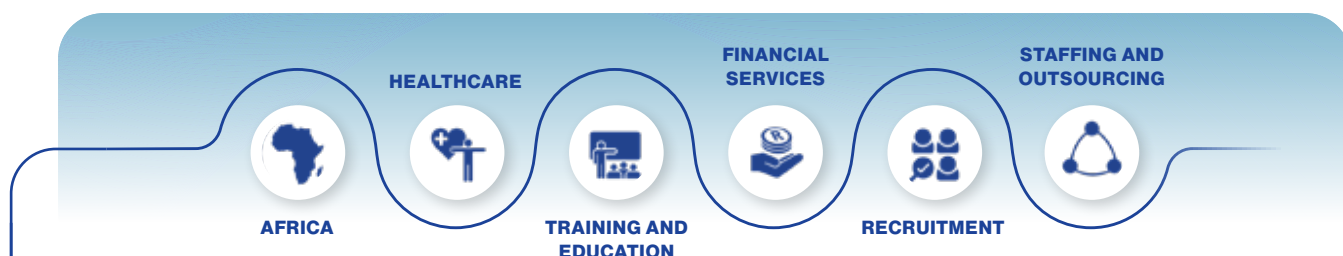 AFRICA
HEALTHCARE
TRAINING AND
EDUCATION
FINANCIAL
SERVICES
R
RECRUITMENT
STAFFING AND
OUTSOURCING